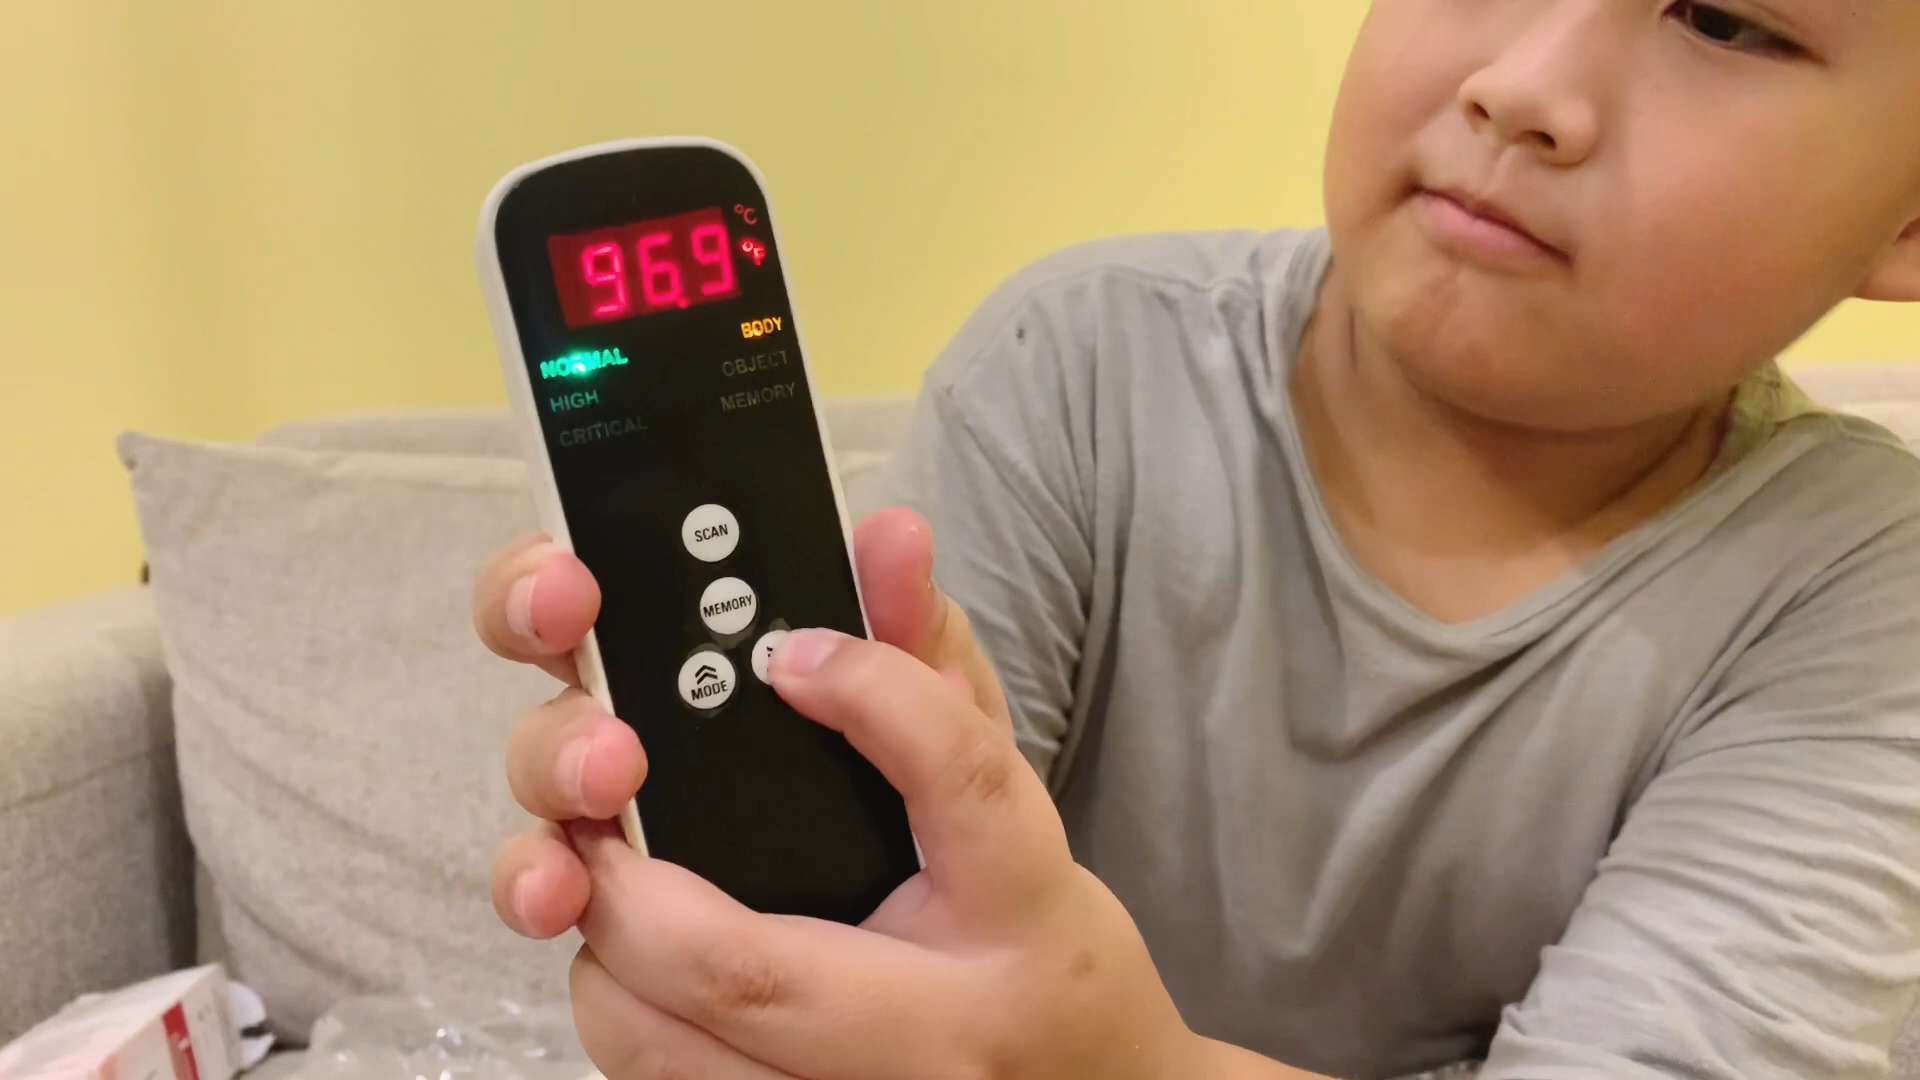 96.9
°C
°F
BODY
NORMAL
OBJECT
HIGH
MEMORY
CRITICAL
SCAN
MEMORY
MODE